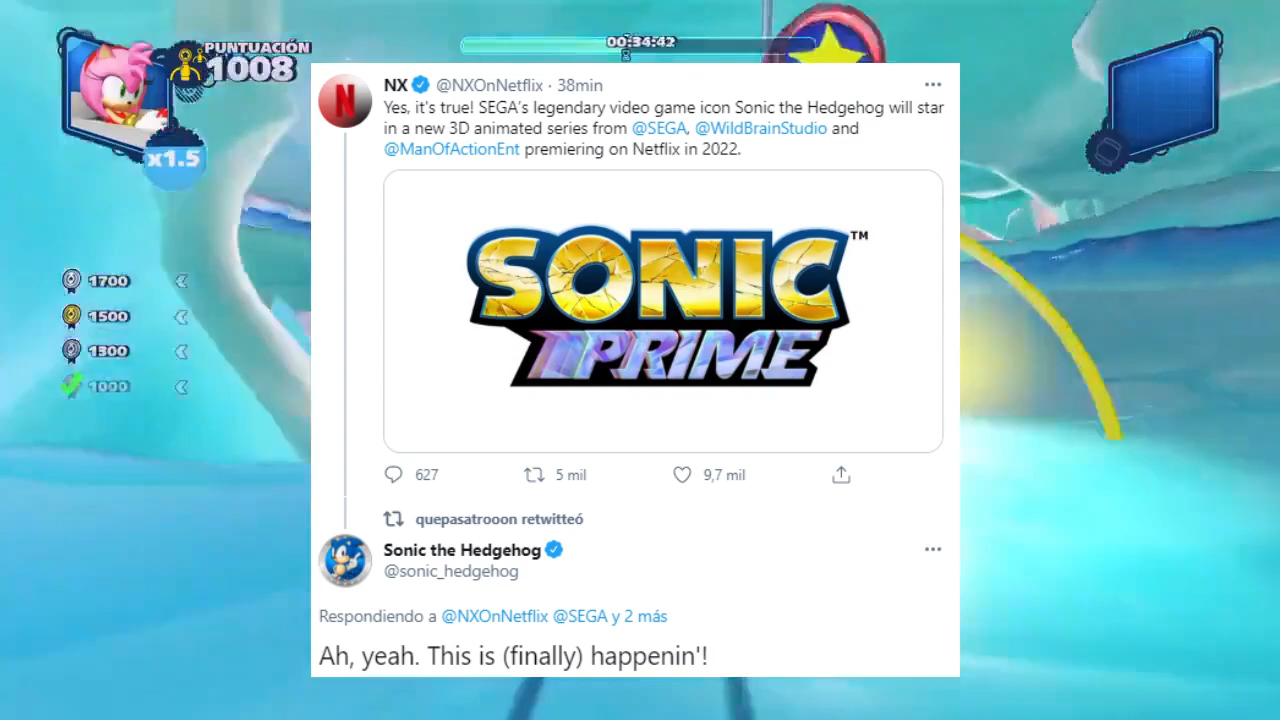 PUNTUACIÓN
1008
x1.5
00:34:42
1700
1500
1300
1000
NX @NXOnNetflix · 38min
Yes, it's true! SEGA's legendary video game icon Sonic the Hedgehog will star
in a new 3D animated series from @SEGA, @WildBrainStudio and
@ManOfActionEnt premiering on Netflix in 2022.
SONIC™
PRIME
627 5 mil 9,7 mil
quepasatrooon retwitteó
Sonic the Hedgehog
@sonic_hedgehog
Respondiendo a @NXOnNetflix @SEGA y 2 más
Ah, yeah. This is (finally) happenin'!